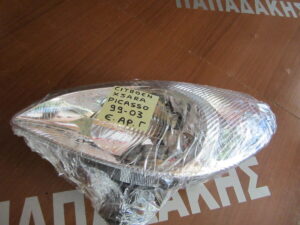 ΠΑΠΑΔΑΚΗΣ
CITROEN
XSARA
PICASSO
99-03
Ε. ΑΡ. Γ
ΠΑΠΑΔΑΚΗΣ